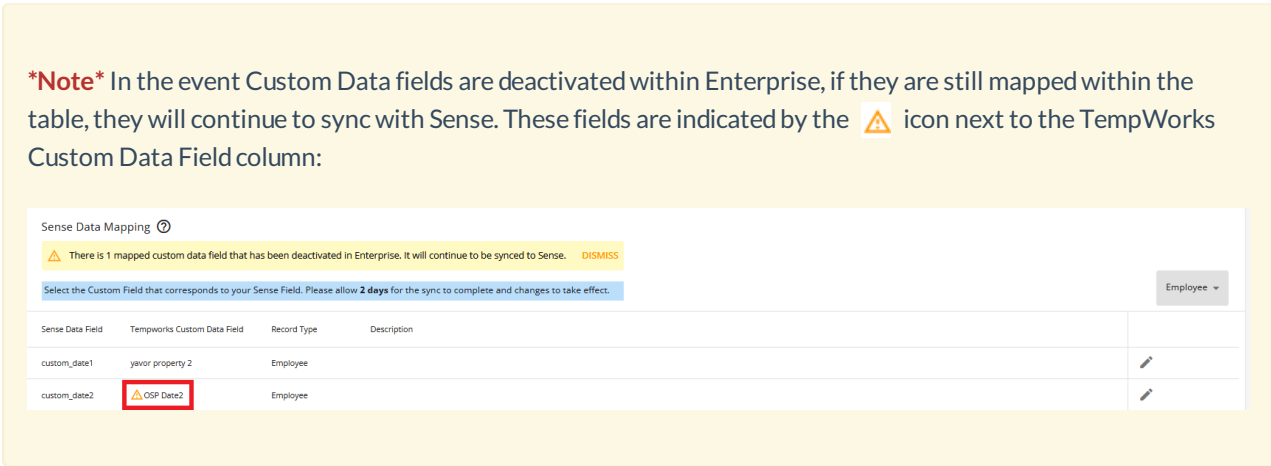 *Note* In the event Custom Data fields are deactivated within Enterprise, if they are still mapped within the
table, they will continue to sync with Sense. These fields are indicated by the icon next to the TempWorks
Custom Data Field column:
Sense Data Mapping ?
There is 1 mapped custom data field that has been deactivated in Enterprise. It will continue to be synced to Sense. DISMISS
Select the Custom Field that corresponds to your Sense Field. Please allow 2 days for the sync to complete and changes to take effect.
Employee
Sense Data Field Tempworks Custom Data Field Record Type Description
custom_date1 yavor property 2 Employee
custom_date2 OSP Date2 Employee